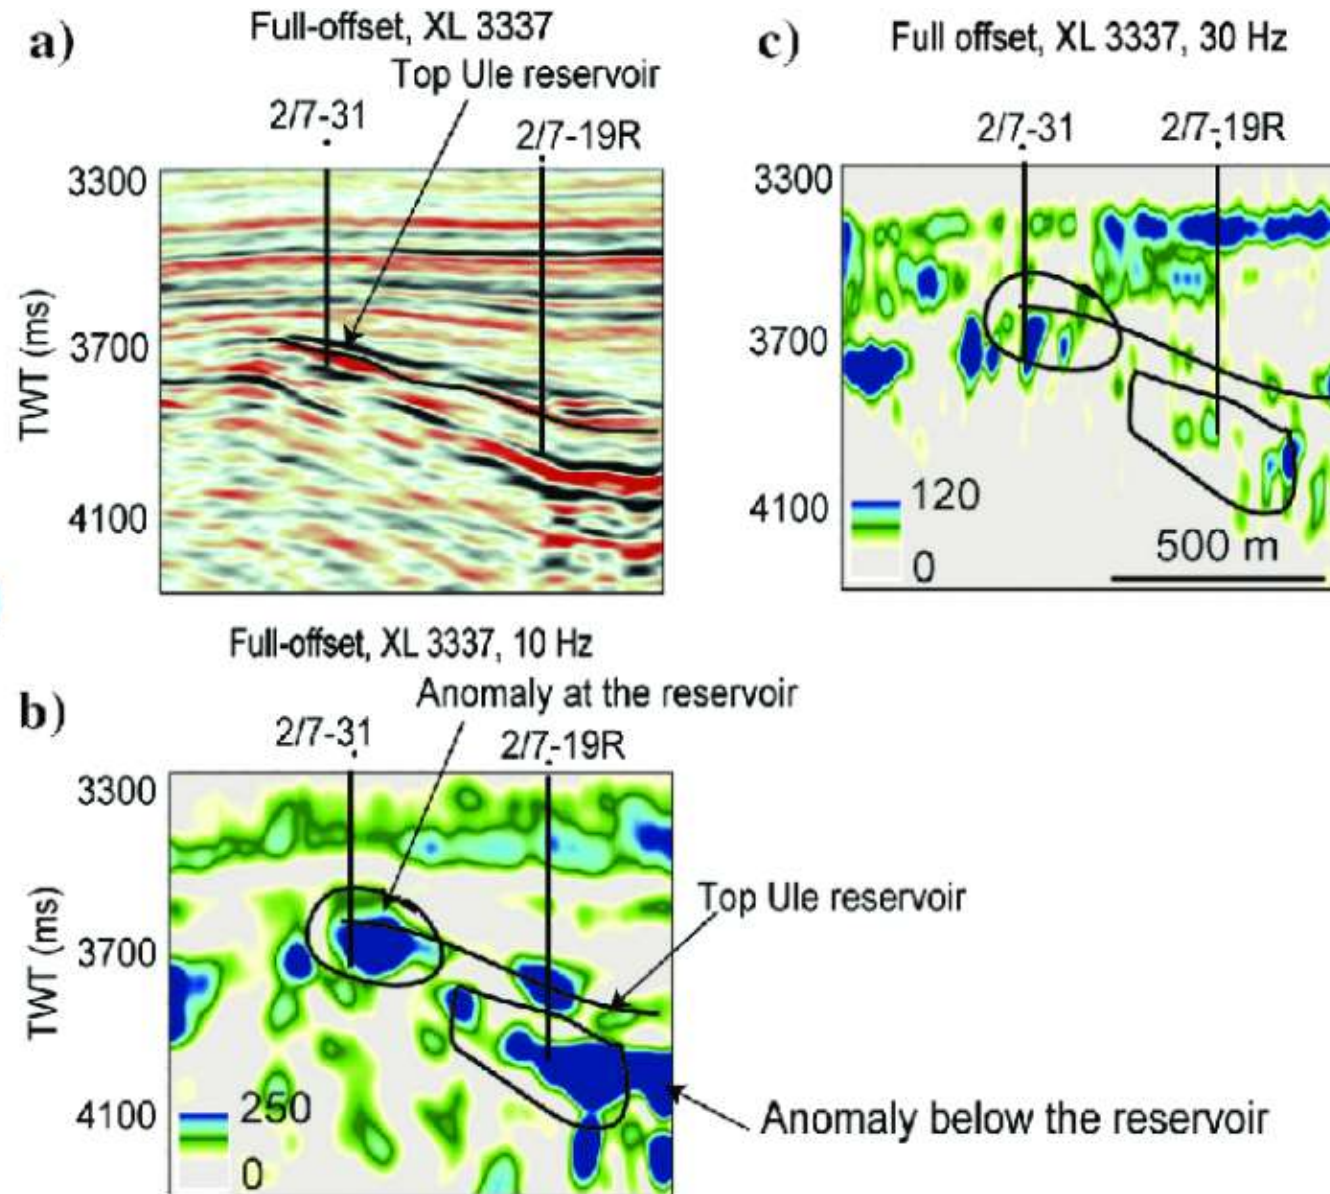 a)
Full-offset, XL 3337
Top Ule reservoir
2/7-31
2/7-19R
3300
3700
4100
TWT (ms)
c)
Full offset, XL 3337, 30 Hz
2/7-31
2/7-19R
3300
3700
4100
120
0
500 m
Full-offset, XL 3337, 10 Hz
b)
Anomaly at the reservoir
2/7-31
2/7-19R
3300
3700
4100
TWT (ms)
Top Ule reservoir
250
0
Anomaly below the reservoir